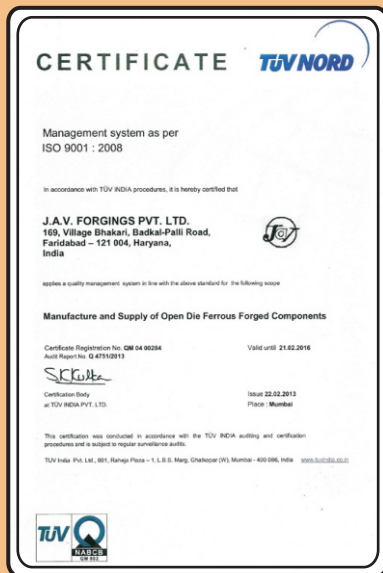 CERTIFICATE
TÜV NORD
Management system as per
ISO 9001 : 2008
In accordance with TÜV INDIA procedures, it is hereby certified that
J.A.V. FORGINGS PVT. LTD.
169, Village Bhakari, Badkal-Palli Road,
Faridabad – 121 004, Haryana,
India
applies a quality management system in line with the above standard for the following scope
Manufacture and Supply of Open Die Ferrous Forged Components
Certificate Registration No. QM 04 00284
Valid until 21.02.2016
Audit Report No. Q 4751/2013
Certification Body
at TÜV INDIA PVT. LTD.
Issue 22.02.2013
Place : Mumbai
This certification was conducted in accordance with the TÜV INDIA auditing and certification
procedures and is subject to regular surveillance audits.
TUV India Pvt. Ltd., 801, Raheja Plaza – 1, L.B.S. Marg, Ghatkopar (W), Mumbai - 400 086, India www.tuvindia.co.in
TÜV
NABCB
QM 002